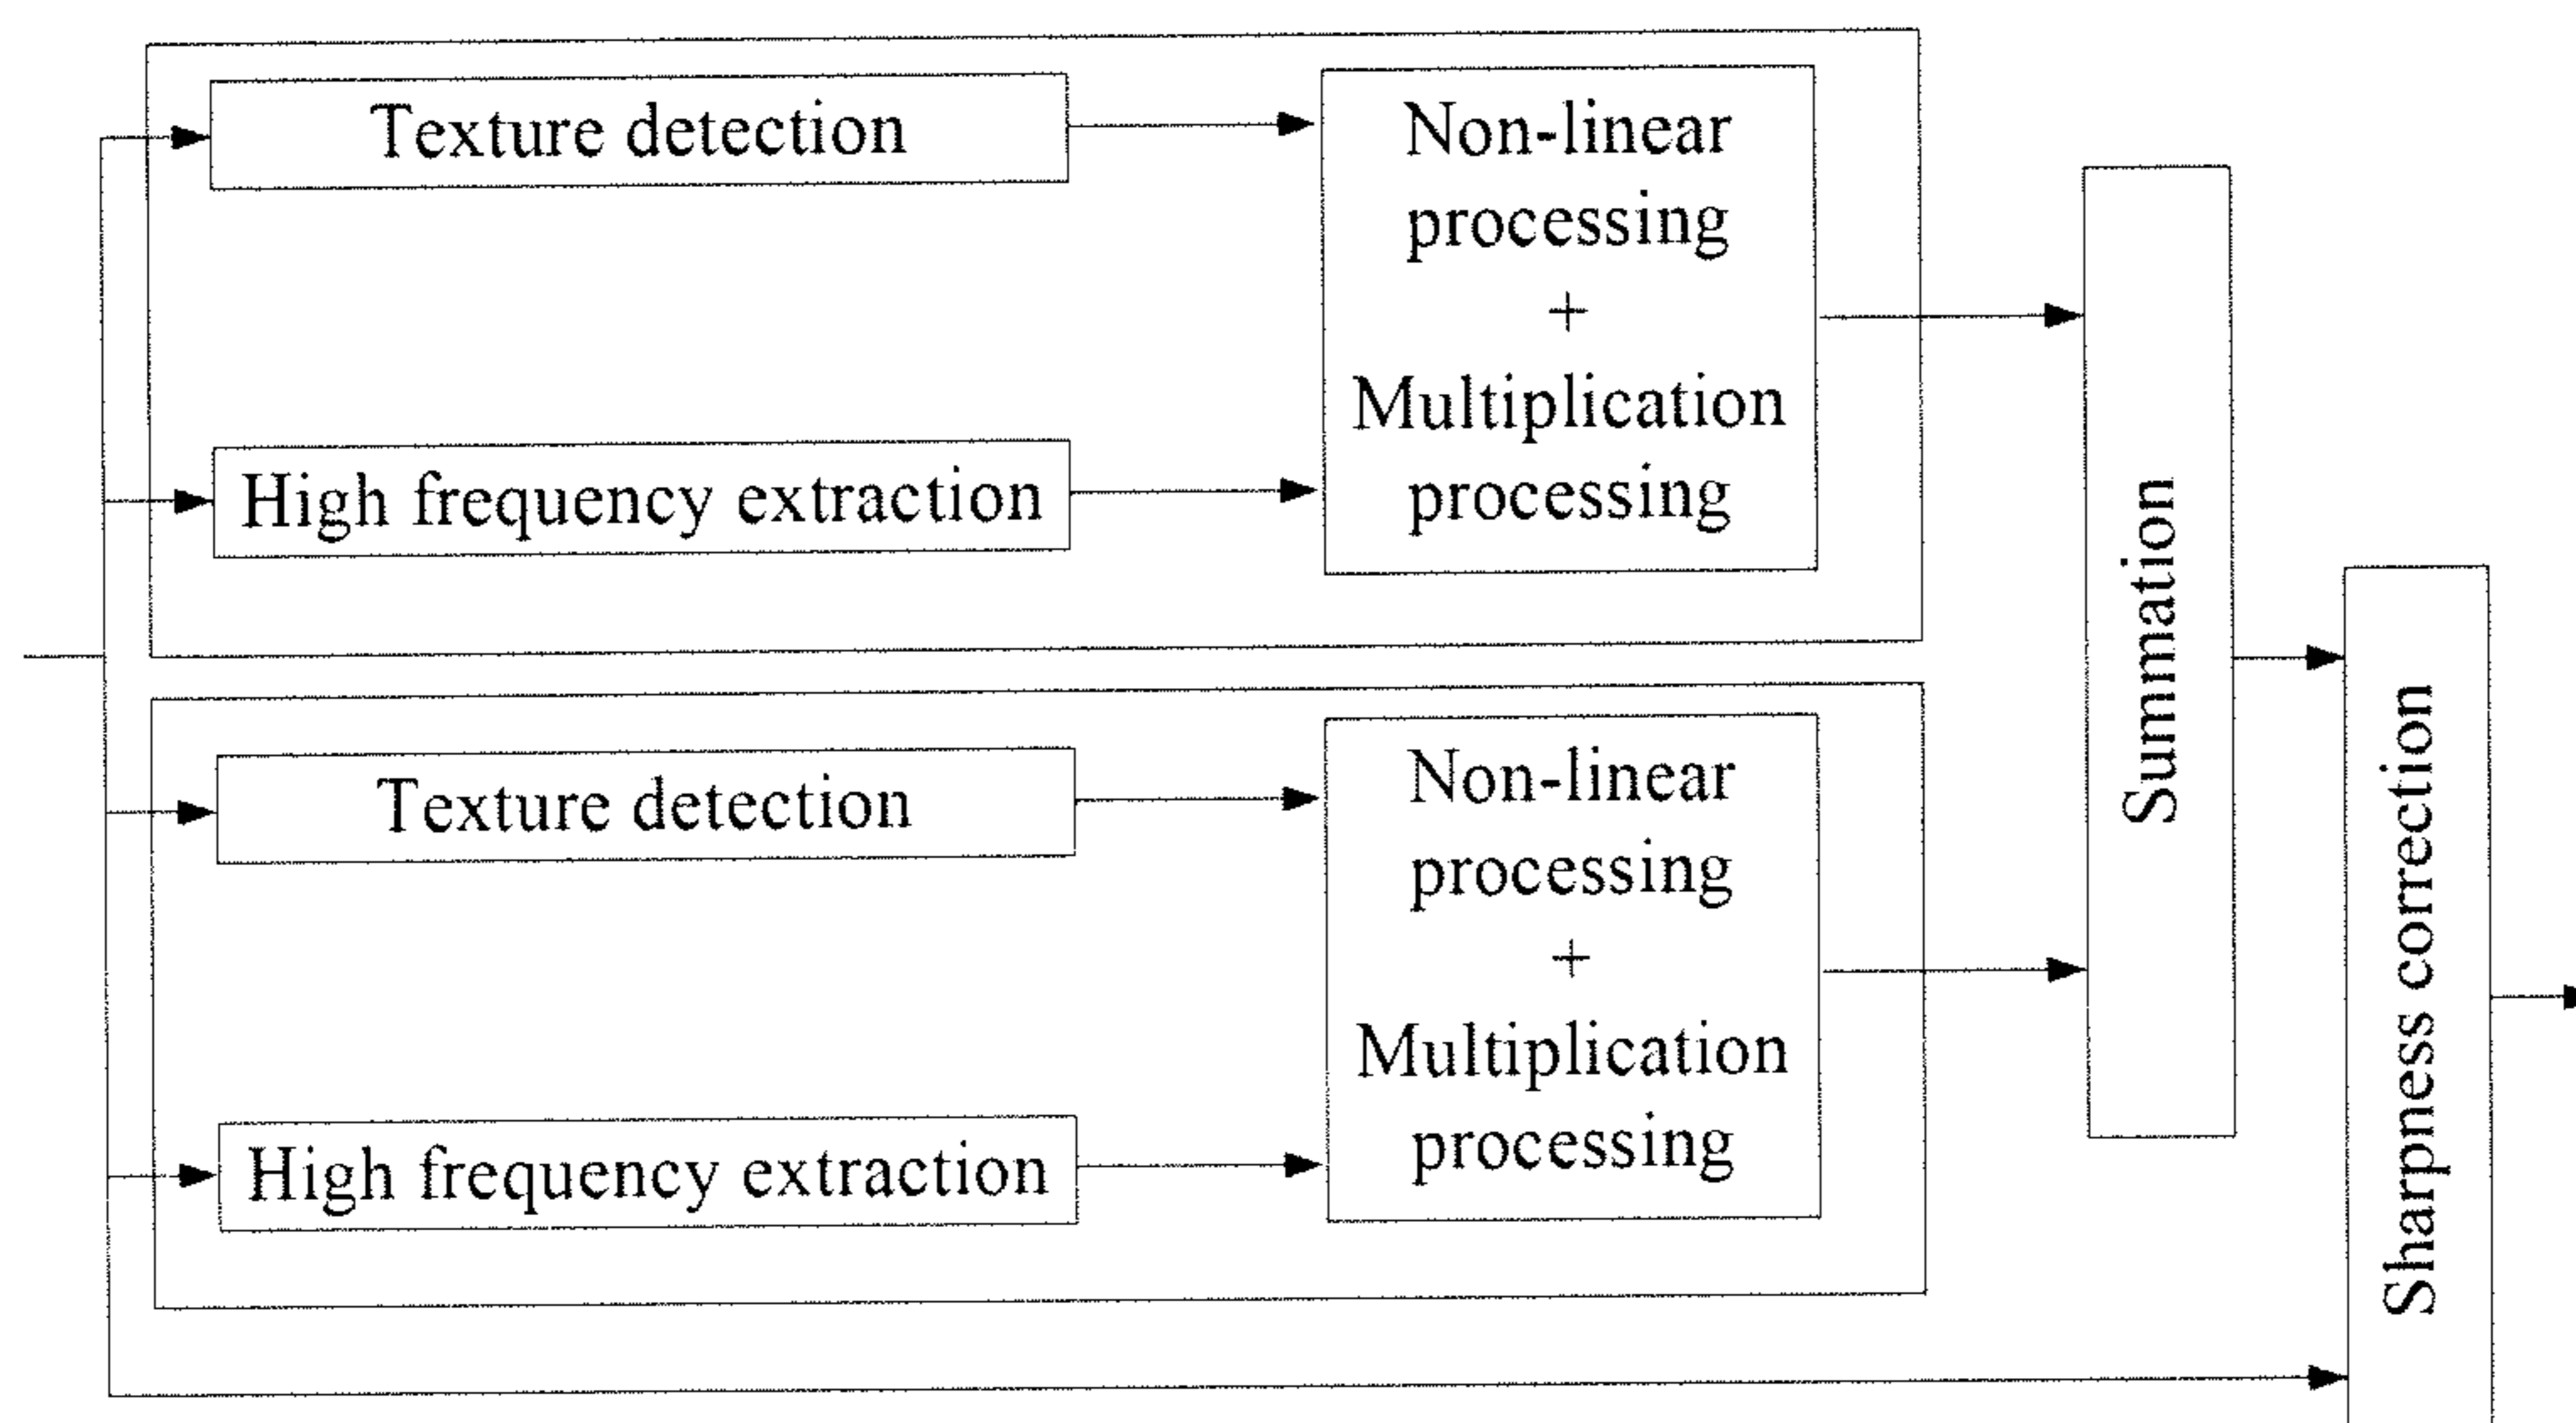 Texture detection
Non-linear
processing
+
Multiplication
processing
High frequency extraction
Summation
Sharpness correction
Texture detection
Non-linear
processing
+
Multiplication
processing
High frequency extraction